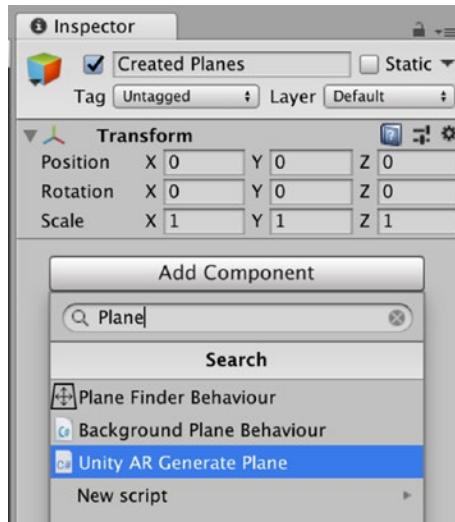 Inspector
Created Planes Static
Tag Untagged Layer Default
Transform
Position X 0 Y 0 Z 0
Rotation X 0 Y 0 Z 0
Scale X 1 Y 1 Z 1
Add Component
Plane
Search
Plane Finder Behaviour
C# Background Plane Behaviour
C# Unity AR Generate Plane
New script